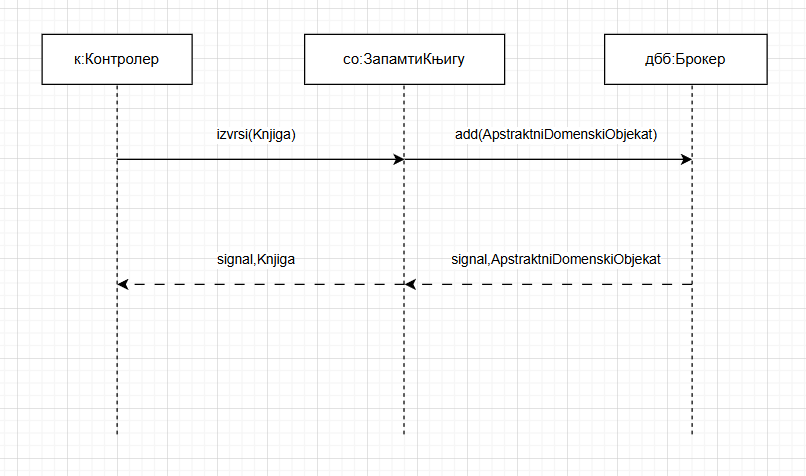 к:Контролер
со:ЗапамтиКњигу
дбб:Брокер
izvrsi(Knjiga)
add(ApstraktniDomenskiObjekat)
signal,Knjiga
signal,ApstraktniDomenskiObjekat